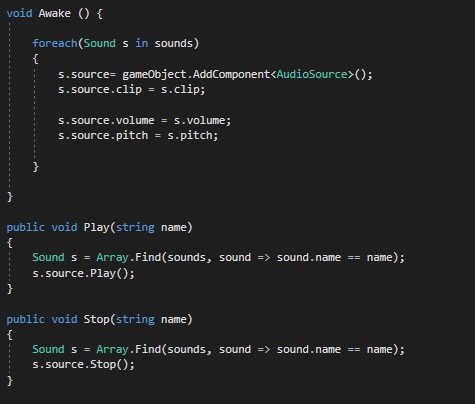 void Awake () {
foreach(Sound s in sounds)
{
s.source= gameObject.AddComponent<AudioSource>();
s.source.clip = s.clip;
s.source.volume = s.volume;
s.source.pitch = s.pitch;
}
}
public void Play(string name)
{
Sound s = Array.Find(sounds, sound => sound.name == name);
s.source.Play();
}
public void Stop(string name)
{
Sound s = Array.Find(sounds, sound => sound.name == name);
s.source.Stop();
}